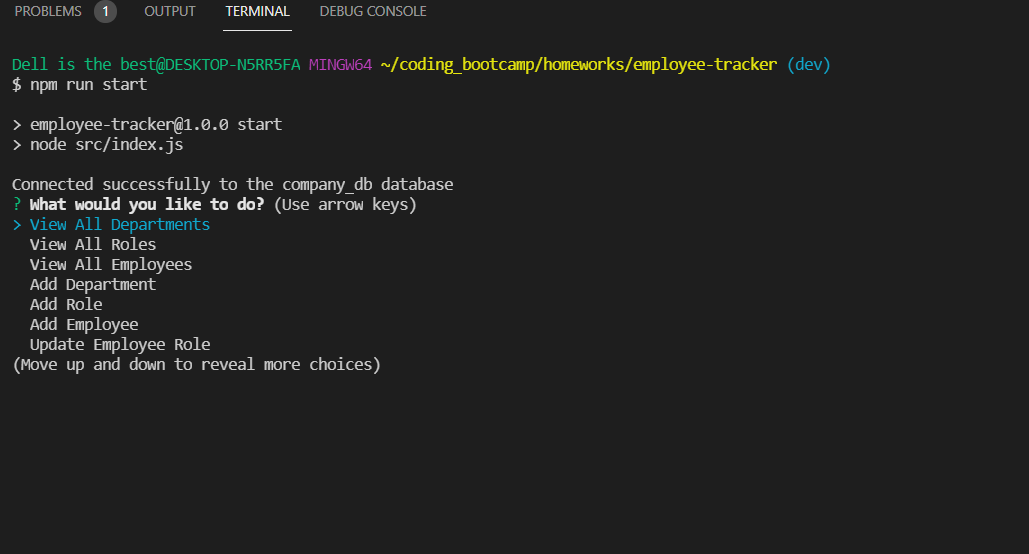 PROBLEMS 1 OUTPUT TERMINAL DEBUG CONSOLE
Dell is the best@DESKTOP-N5RR5FA MINGW64 ~/coding_bootcamp/homeworks/employee-tracker (dev)
$ npm run start
> employee-tracker@1.0.0 start
> node src/index.js
Connected successfully to the company_db database
? What would you like to do? (Use arrow keys)
> View All Departments
View All Roles
View All Employees
Add Department
Add Role
Add Employee
Update Employee Role
(Move up and down to reveal more choices)